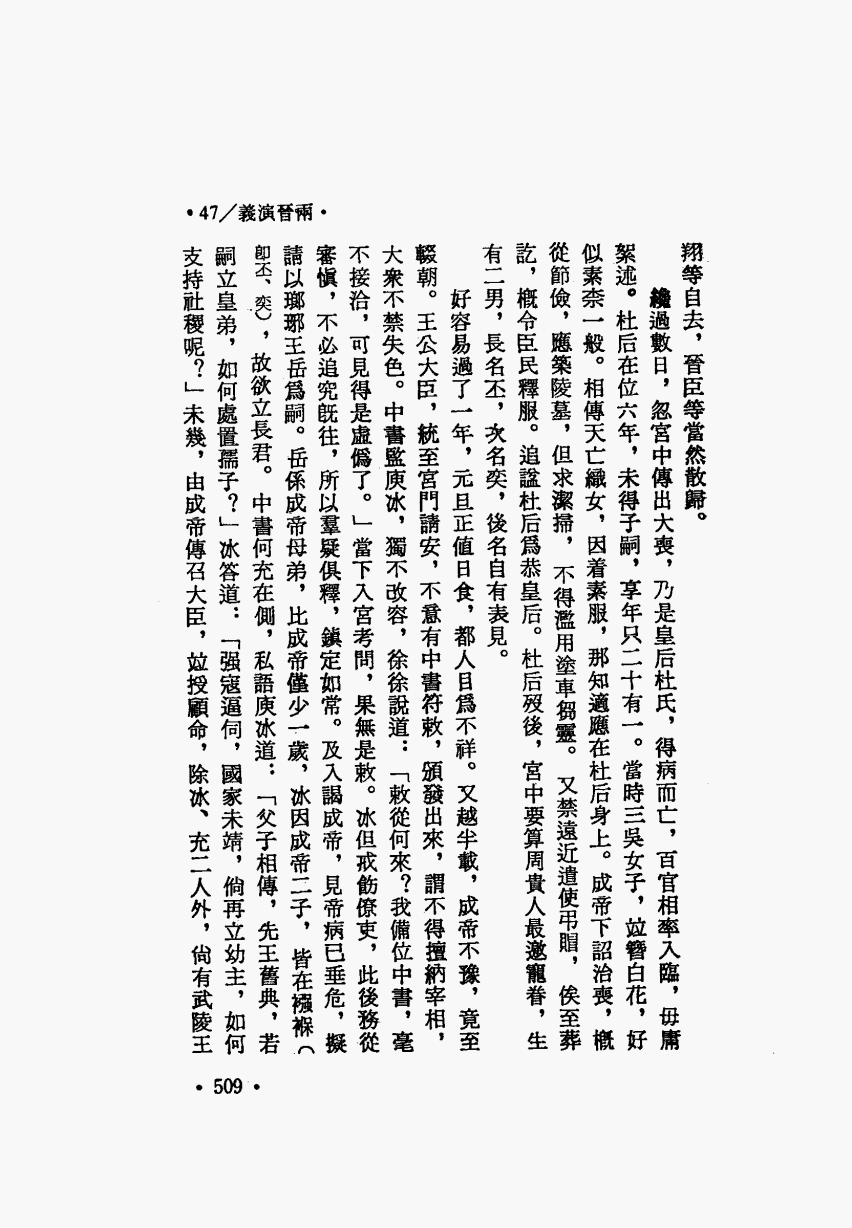 •47／義演晉兩•
翔等自去，晉臣等當然散歸。
纔過數日，忽宮中傳出大喪，乃是皇后杜氏，得病而亡，百官相率入臨，毋庸
絮述。杜后在位六年，未得子嗣，享年只二十有一。當時三吳女子，竝簪白花，好
似素柰一般。相傳天亡織女，因着素服，那知適應在杜后身上。成帝下詔治喪，概
從節儉，應築陵墓，但求潔掃，不得濫用塗車芻靈。又禁遠近遣使弔賵，俟至葬
訖，概令臣民釋服。追諡杜后爲恭皇后。杜后歿後，宮中要算周貴人最邀寵眷，生
有二男，長名丕，次名奕，後名自有表見。
好容易過了一年，元旦正值日食，都人目爲不祥。又越半載，成帝不豫，竟至
輟朝。王公大臣，統至宮門請安，不意有中書符敕，頒發出來，謂不得擅納宰相，
大衆不禁失色。中書監庾冰，獨不改容，徐徐說道：「敕從何來？我備位中書，毫
不接洽，可見得是虛僞了。」當下入宮考問，果無是敕。冰但戒飭僚吏，此後務從
審愼，不必追究旣往，所以羣疑俱釋，鎭定如常。及入謁成帝，見帝病已垂危，擬
請以瑯琊王岳爲嗣。岳係成帝母弟，比成帝僅少一歲，冰因成帝二子，皆在襁褓（
卽丕、奕），故欲立長君。中書何充在側，私語庾冰道：「父子相傳，先王舊典，若
嗣立皇弟，如何處置孺子？」冰答道：「强寇逼伺，國家未靖，倘再立幼主，如何
支持社稷呢？」未幾，由成帝傳召大臣，竝授顧命，除冰、充二人外，尙有武陵王
•509•